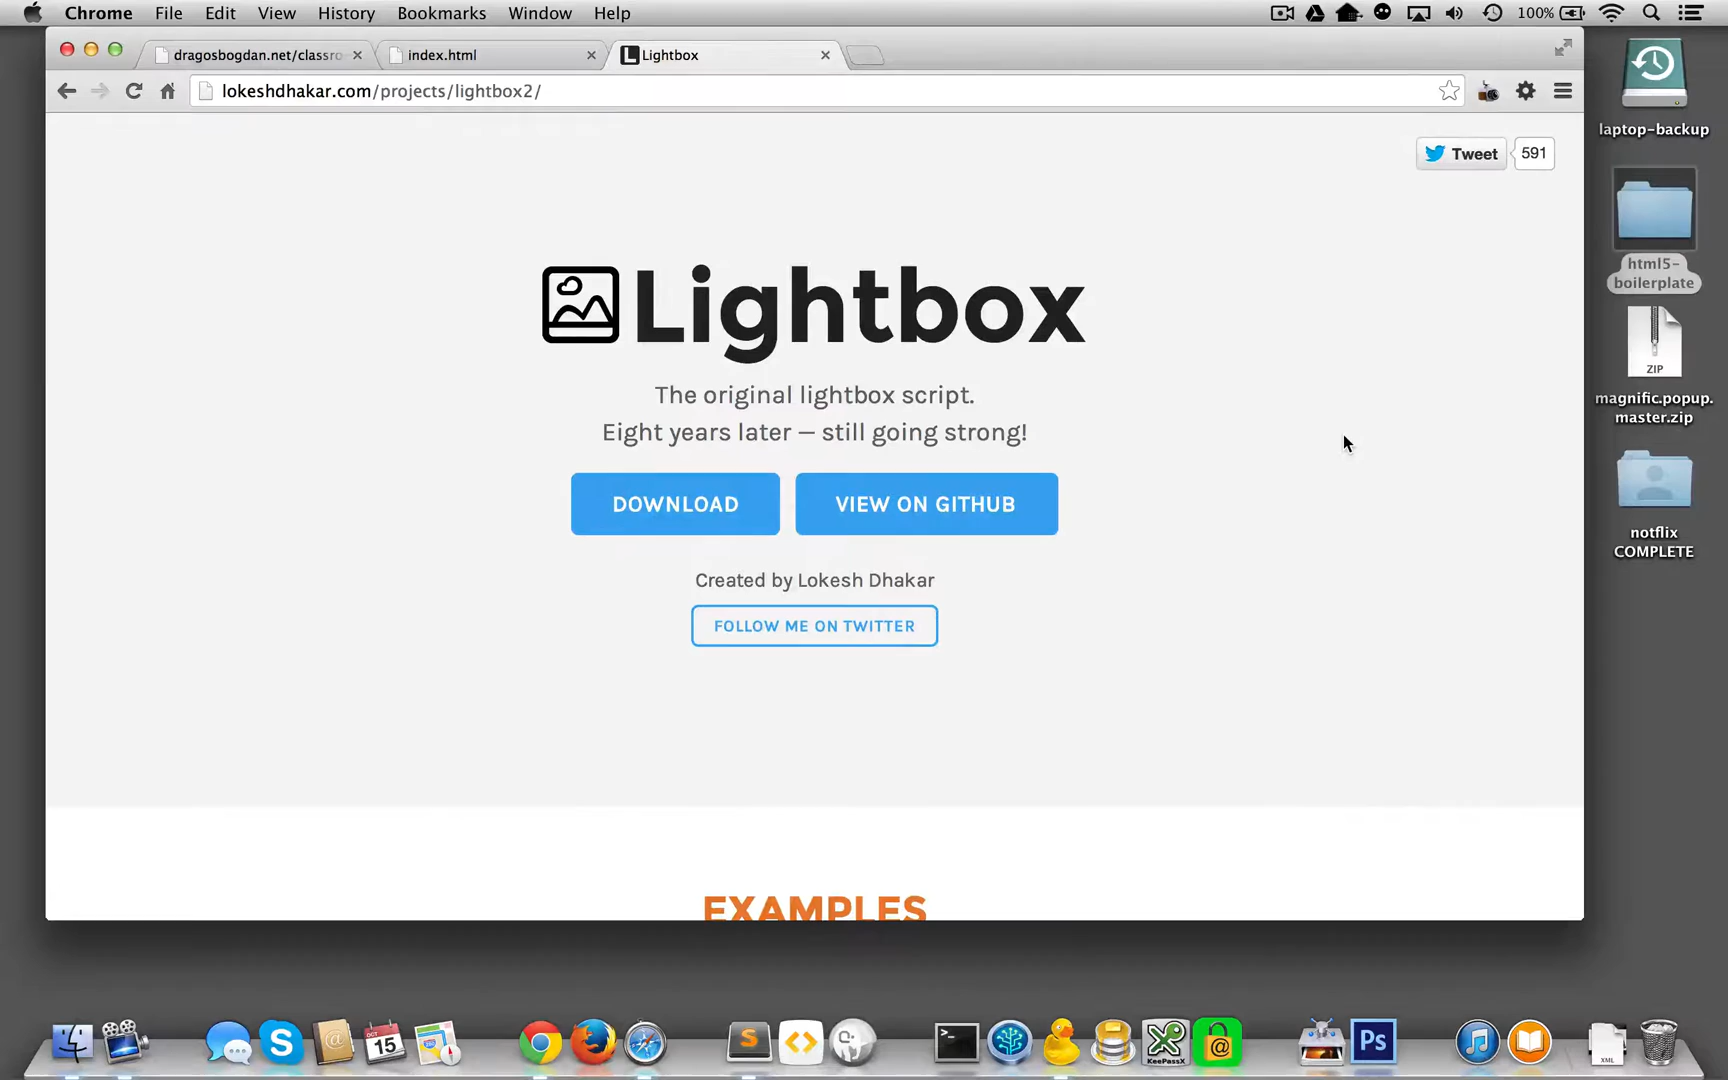 Chrome File Edit View History Bookmarks Window Help 100%
dragosbogdan.net/classro
index.html
Lightbox
lokeshdhakar.com/projects/lightbox2/
Tweet 591
laptop-backup
Lightbox
html5-
boilerplate
The original lightbox script.
Eight years later — still going strong!
ZIP
magnific.popup.
master.zip
DOWNLOAD
VIEW ON GITHUB
notflix
COMPLETE
Created by Lokesh Dhakar
FOLLOW ME ON TWITTER
EXAMPLES
OCT
15
KeePassX
Ps
XML